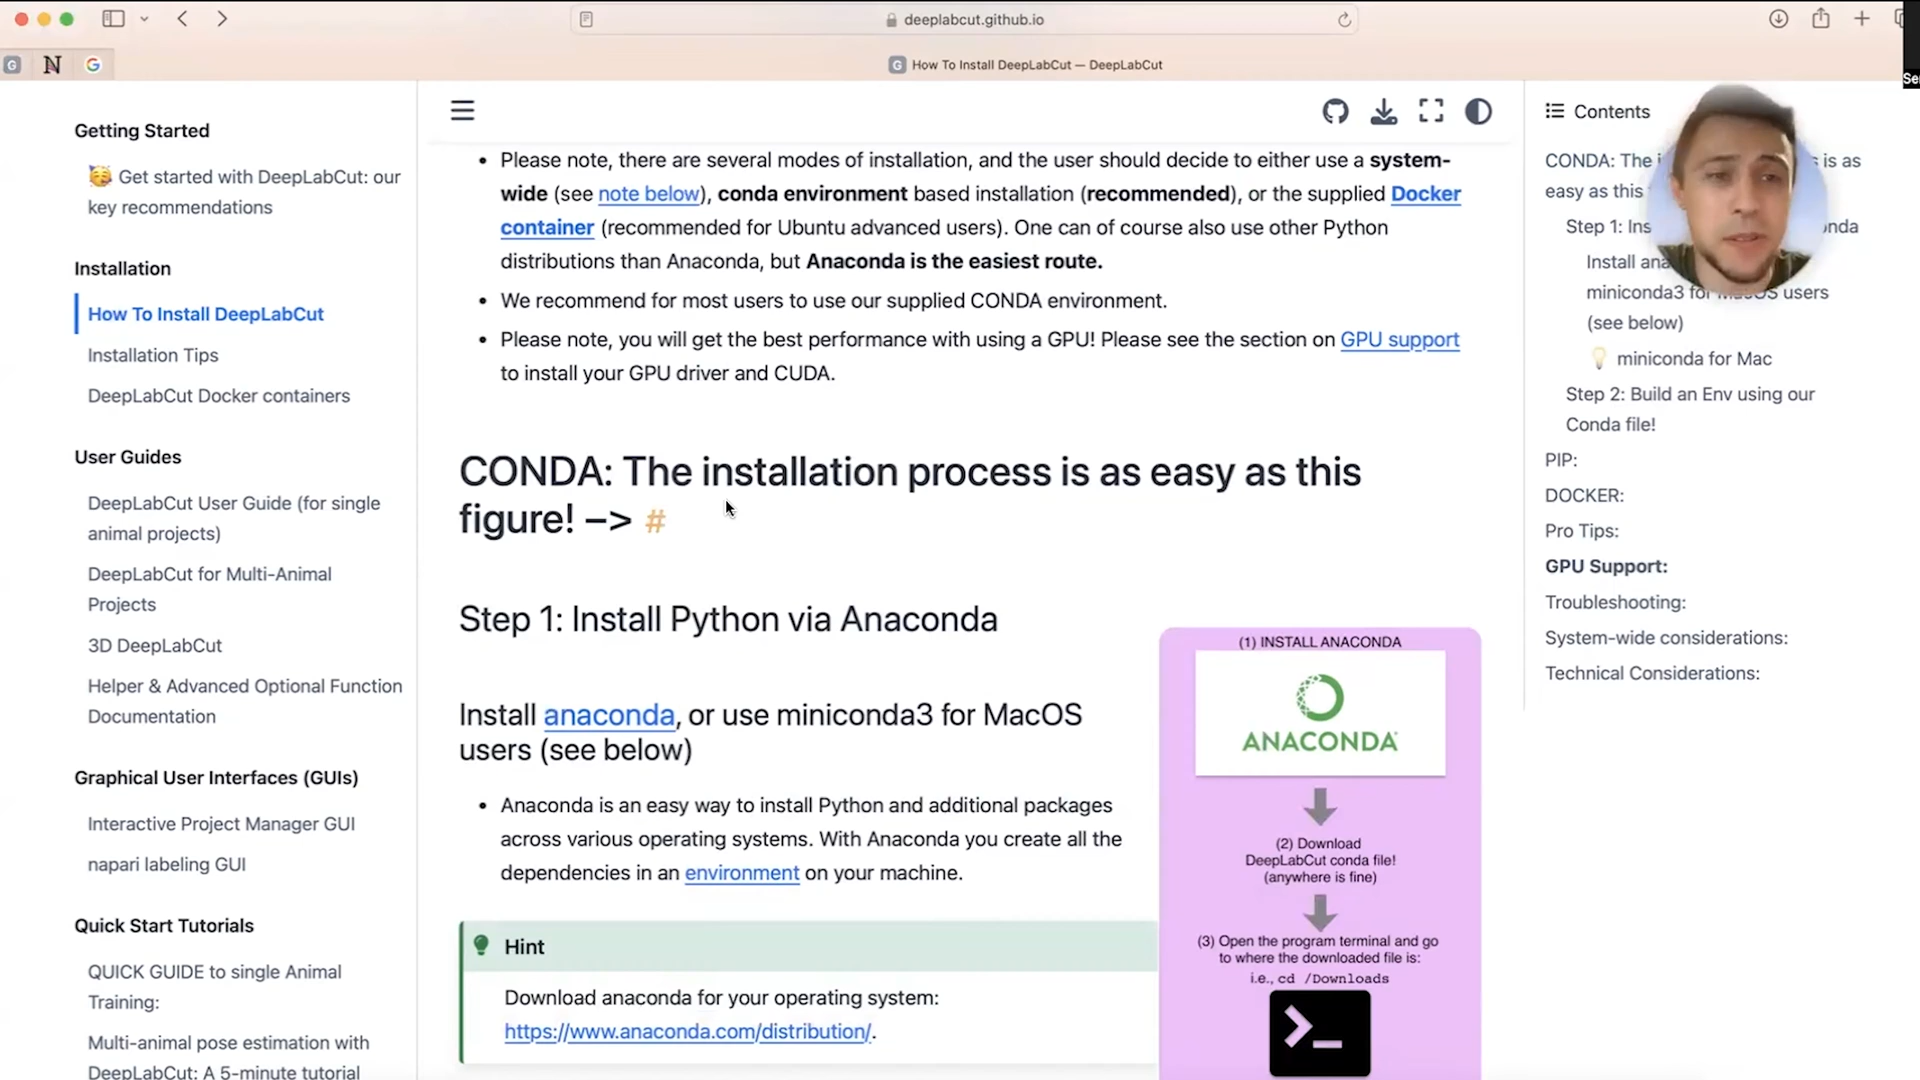 deeplabcut.github.io
G
N
G
G How To Install DeepLabCut — DeepLabCut
Se
Getting Started
Get started with DeepLabCut: our
key recommendations
Installation
How To Install DeepLabCut
Installation Tips
DeepLabCut Docker containers
User Guides
DeepLabCut User Guide (for single
animal projects)
DeepLabCut for Multi-Animal
Projects
3D DeepLabCut
Helper & Advanced Optional Function
Documentation
Graphical User Interfaces (GUIs)
Interactive Project Manager GUI
napari labeling GUI
Quick Start Tutorials
QUICK GUIDE to single Animal
Training:
Multi-animal pose estimation with
DeepLabCut: A 5-minute tutorial
• Please note, there are several modes of installation, and the user should decide to either use a system-
wide (see note below), conda environment based installation (recommended), or the supplied Docker
container (recommended for Ubuntu advanced users). One can of course also use other Python
distributions than Anaconda, but Anaconda is the easiest route.
• We recommend for most users to use our supplied CONDA environment.
• Please note, you will get the best performance with using a GPU! Please see the section on GPU support
to install your GPU driver and CUDA.
CONDA: The installation process is as easy as this
figure! –> #
Step 1: Install Python via Anaconda
Install anaconda, or use miniconda3 for MacOS
users (see below)
• Anaconda is an easy way to install Python and additional packages
across various operating systems. With Anaconda you create all the
dependencies in an environment on your machine.
Hint
Download anaconda for your operating system:
https://www.anaconda.com/distribution/.
(1) INSTALL ANACONDA
ANACONDA
(2) Download
DeepLabCut conda file!
(anywhere is fine)
(3) Open the program terminal and go
to where the downloaded file is:
i.e., cd /Downloads
>_
Contents
CONDA: The is as
easy as this
Step 1: Ins nda
Install ana
miniconda3 for MacOS users
(see below)
miniconda for Mac
Step 2: Build an Env using our
Conda file!
PIP:
DOCKER:
Pro Tips:
GPU Support:
Troubleshooting:
System-wide considerations:
Technical Considerations: